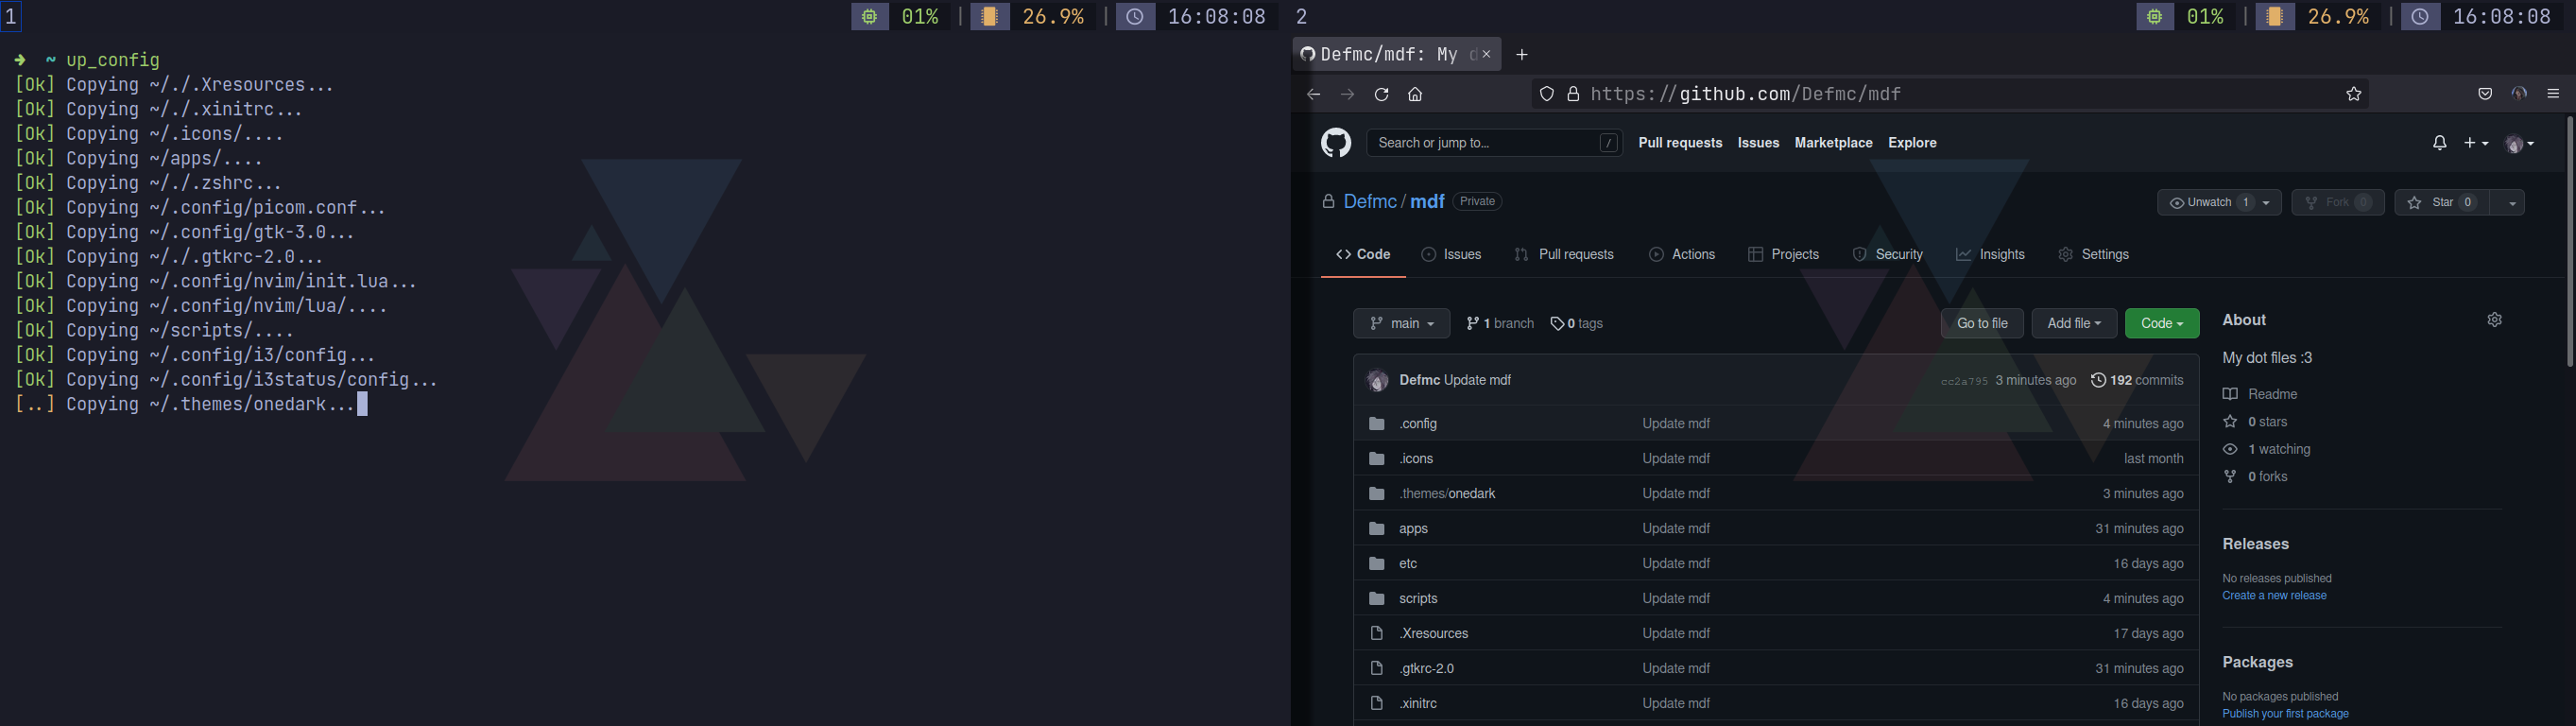 1
01% | 26.9% | 16:08:08
2
01% | 26.9% | 16:08:08
➜ ~ up_config
[Ok] Copying ~/./.Xresources...
[Ok] Copying ~/./.xinitrc...
[Ok] Copying ~/.icons/....
[Ok] Copying ~/apps/....
[Ok] Copying ~/./.zshrc...
[Ok] Copying ~/.config/picom.conf...
[Ok] Copying ~/.config/gtk-3.0...
[Ok] Copying ~/./.gtkrc-2.0...
[Ok] Copying ~/.config/nvim/init.lua...
[Ok] Copying ~/.config/nvim/lua/....
[Ok] Copying ~/scripts/....
[Ok] Copying ~/.config/i3/config...
[Ok] Copying ~/.config/i3status/config...
[..] Copying ~/.themes/onedark...
Defmc/mdf: My d
https://github.com/Defmc/mdf
Search or jump to... / Pull requests Issues Marketplace Explore
Defmc / mdf Private
Unwatch 1 Fork 0 Star 0
Code Issues Pull requests Actions Projects Security Insights Settings
main 1 branch 0 tags Go to file Add file Code
Defmc Update mdf cc2a795 3 minutes ago 192 commits
.config Update mdf 4 minutes ago
.icons Update mdf last month
.themes/onedark Update mdf 3 minutes ago
apps Update mdf 31 minutes ago
etc Update mdf 16 days ago
scripts Update mdf 4 minutes ago
.Xresources Update mdf 17 days ago
.gtkrc-2.0 Update mdf 31 minutes ago
.xinitrc Update mdf 16 days ago
About
My dot files :3
Readme
0 stars
1 watching
0 forks
Releases
No releases published
Create a new release
Packages
No packages published
Publish your first package